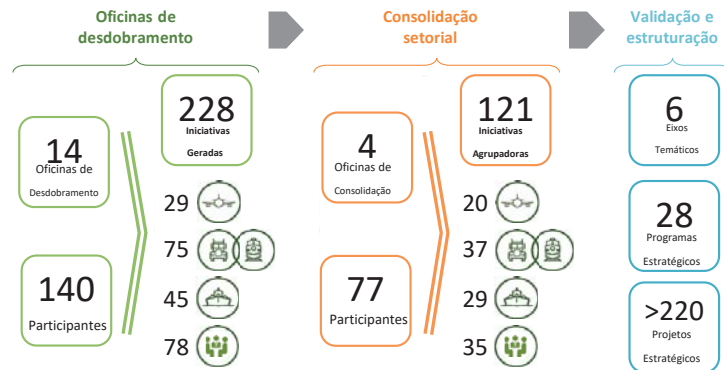 Oficinas de
desdobramento
14
Oficinas de
Desdobramento
140
Participantes
228
Iniciativas
Geradas
29
75
45
78
Consolidação
setorial
4
Oficinas de
Consolidação
77
Participantes
121
Iniciativas
Agrupadoras
20
37
29
35
Validação e
estruturação
6
Eixos
Temáticos
28
Programas
Estratégicos
>220
Projetos
Estratégicos